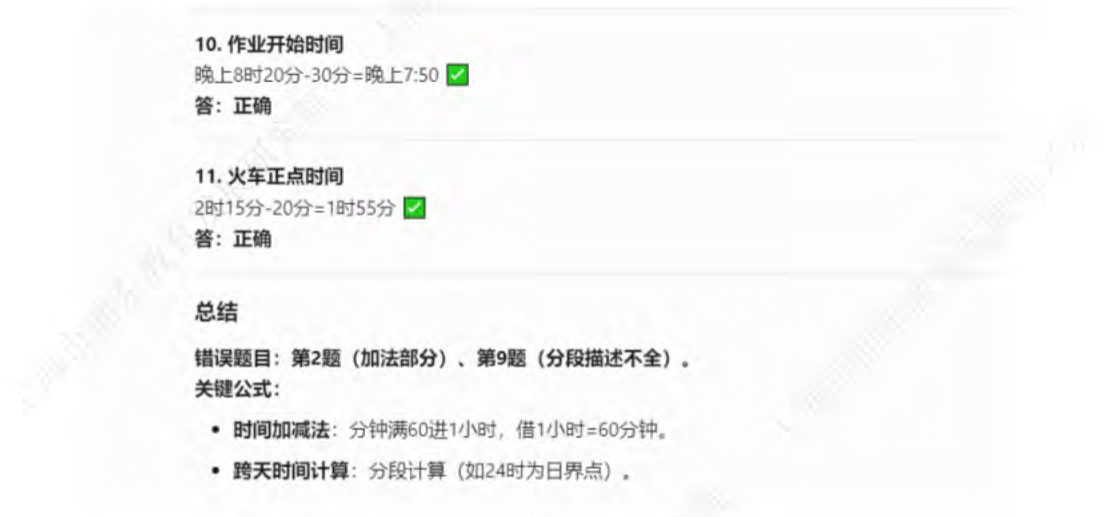 10. 作业开始时间
晚上8时20分-30分=晚上7:50 ✅
答：正确
11. 火车正点时间
2时15分-20分=1时55分 ✅
答：正确
总结
错误题目：第2题（加法部分）、第9题（分段描述不全）。
关键公式：
• 时间加减法：分钟满60进1小时，借1小时=60分钟。
• 跨天时间计算：分段计算（如24时为日界点）。